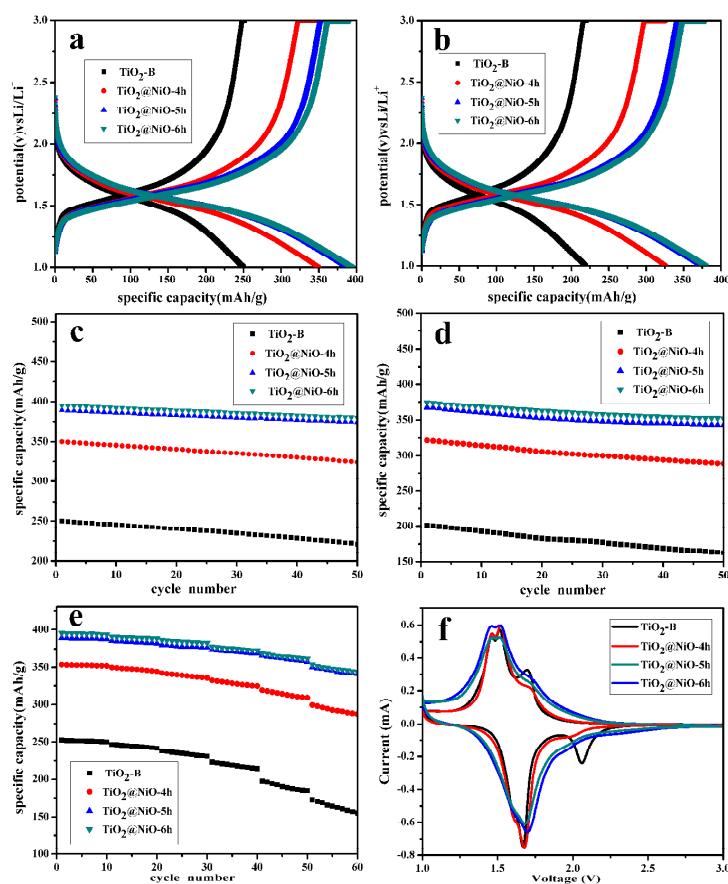 a
TiO2-B
TiO2@NiO-4h
TiO2@NiO-5h
TiO2@NiO-6h
potential(v)/vsLi/Li-
3.0
2.5
2.0
1.5
1.0
0 50 100 150 200 250 300 350 400
specific capacity(mAh/g)
b
TiO2-B
TiO2@NiO-4h
TiO2@NiO-5h
TiO2@NiO-6h
potential(v)/vsLi/Li+
3.0
2.5
2.0
1.5
1.0
0 50 100 150 200 250 300 350 400
specific capacity(mAh/g)
c
TiO2-B
TiO2@NiO-4h
TiO2@NiO-5h
TiO2@NiO-6h
specific capacity(mAh/g)
500
450
400
350
300
250
200
0 10 20 30 40 50
cycle number
d
TiO2-B
TiO2@NiO-4h
TiO2@NiO-5h
TiO2@NiO-6h
specific capacity(mAh/g)
500
450
400
350
300
250
200
150
0 10 20 30 40 50
cycle number
e
TiO2-B
TiO2@NiO-4h
TiO2@NiO-5h
TiO2@NiO-6h
specific capacity(mAh/g)
450
400
350
300
250
200
150
100
0 10 20 30 40 50 60
cycle number
f
TiO2-B
TiO2@NiO-4h
TiO2@NiO-5h
TiO2@NiO-6h
Current (mA)
0.6
0.4
0.2
0.0
-0.2
-0.4
-0.6
-0.8
1.0 1.5 2.0 2.5 3.0
Voltage (V)